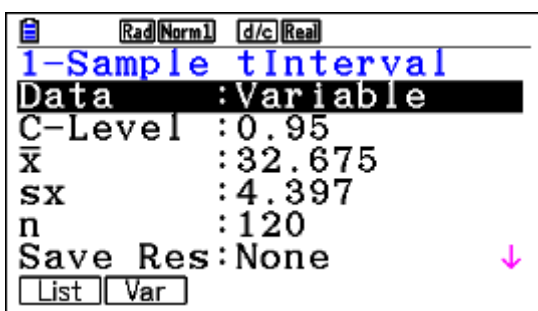 Rad Norm1 d/c Real
1-Sample tInterval
Data :Variable
C-Level :0.95
x̄ :32.675
sx :4.397
n :120
Save Res:None ↓
List Var